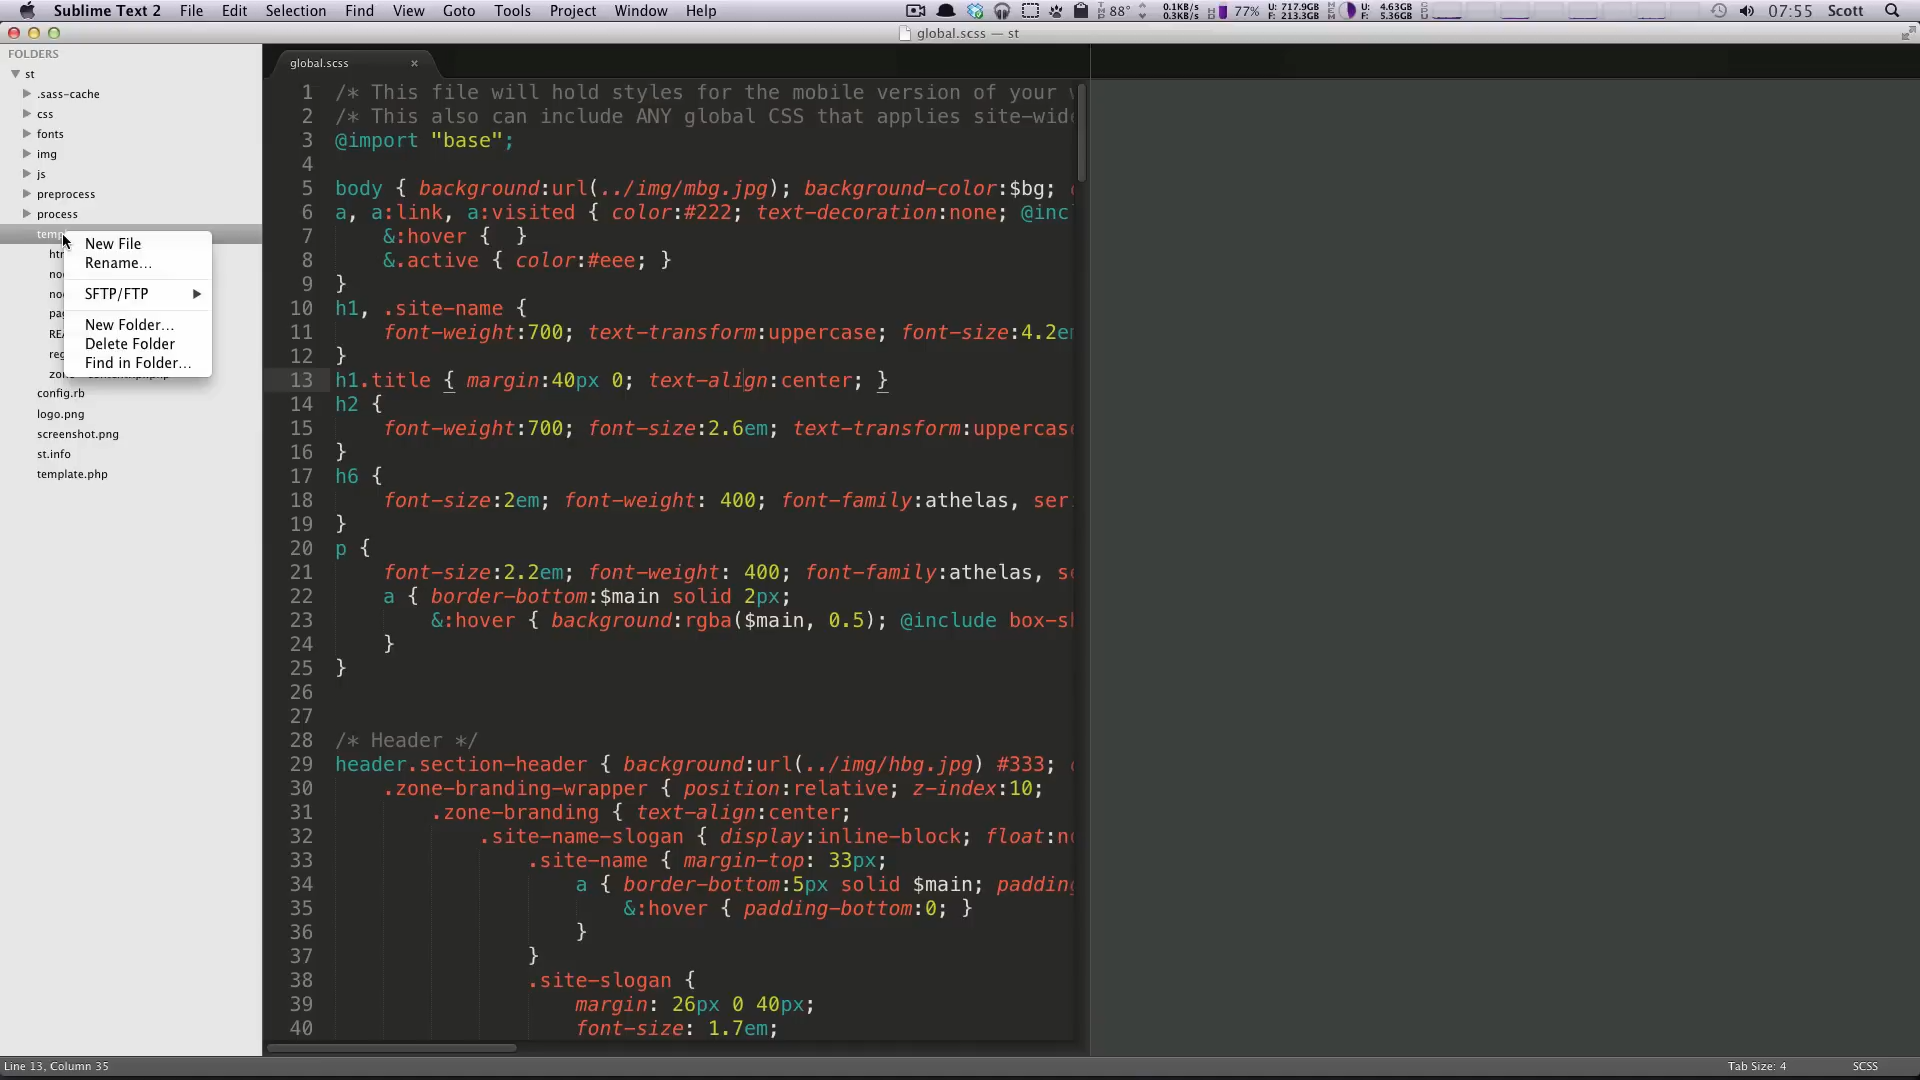 Sublime Text 2 File Edit Selection Find View Goto Tools Project Window Help 88° 0.1KB/s 0.3KB/s 77% U: 717.9GB F: 213.3GB U: 4.63GB F: 5.36GB 07:55 Scott
global.scss — st
FOLDERS
st
.sass-cache
css
fonts
img
js
preprocess
process
New File
Rename...
SFTP/FTP
New Folder...
Delete Folder
Find in Folder...
config.rb
logo.png
screenshot.png
st.info
template.php
global.scss ×
1 /* This file will hold styles for the mobile version of your
2 /* This also can include ANY global CSS that applies site-wid
3 @import "base";
4
5 body { background:url(../img/mbg.jpg); background-color:$bg;
6 a, a:link, a:visited { color:#222; text-decoration:none; @inc
7 &:hover { }
8 &.active { color:#eee; }
9 }
10 h1, .site-name {
11 font-weight:700; text-transform:uppercase; font-size:4.2e
12 }
13 h1.title { margin:40px 0; text-align:center; }
14 h2 {
15 font-weight:700; font-size:2.6em; text-transform:uppercas
16 }
17 h6 {
18 font-size:2em; font-weight: 400; font-family:athelas, ser
19 }
20 p {
21 font-size:2.2em; font-weight: 400; font-family:athelas, s
22 a { border-bottom:$main solid 2px;
23 &:hover { background:rgba($main, 0.5); @include box-s
24 }
25 }
26
27
28 /* Header */
29 header.section-header { background:url(../img/hbg.jpg) #333;
30 .zone-branding-wrapper { position:relative; z-index:10;
31 .zone-branding { text-align:center;
32 .site-name-slogan { display:inline-block; float:n
33 .site-name { margin-top: 33px;
34 a { border-bottom:5px solid $main; padding
35 &:hover { padding-bottom:0; }
36 }
37 }
38 .site-slogan {
39 margin: 26px 0 40px;
40 font-size: 1.7em;
Line 13, Column 35 Tab Size: 4 SCSS